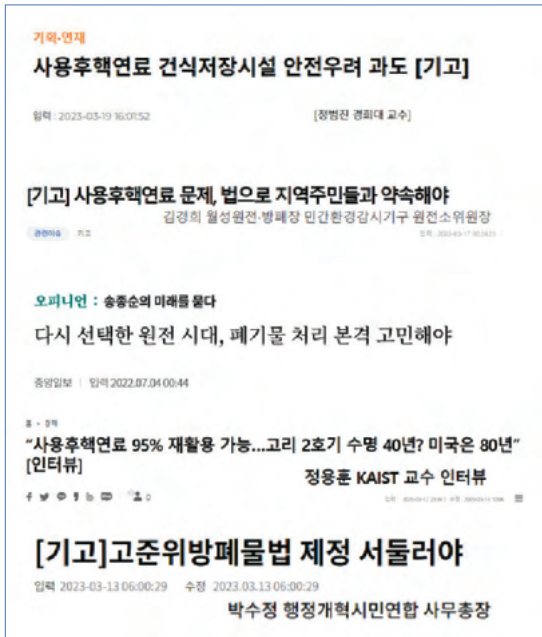 기획·연재
사용후핵연료 건식저장시설 안전우려 과도 [기고]
입력 : 2023-03-19 16:01:52
[정범진 경희대 교수]
[기고] 사용후핵연료 문제, 법으로 지역주민들과 약속해야
김경희 월성원전·방폐장 민간환경감시기구 원전소위원장
관련이슈 기고
오피니언 : 송종순의 미래를 묻다
다시 선택한 원전 시대, 폐기물 처리 본격 고민해야
중앙일보 | 입력 2022.07.04 00:44
“사용후핵연료 95% 재활용 가능...고리 2호기 수명 40년? 미국은 80년”
[인터뷰]
정용훈 KAIST 교수 인터뷰
[기고]고준위방폐물법 제정 서둘러야
입력 2023-03-13 06:00:29 수정 2023.03.13 06:00:29
박수정 행정개혁시민연합 사무총장